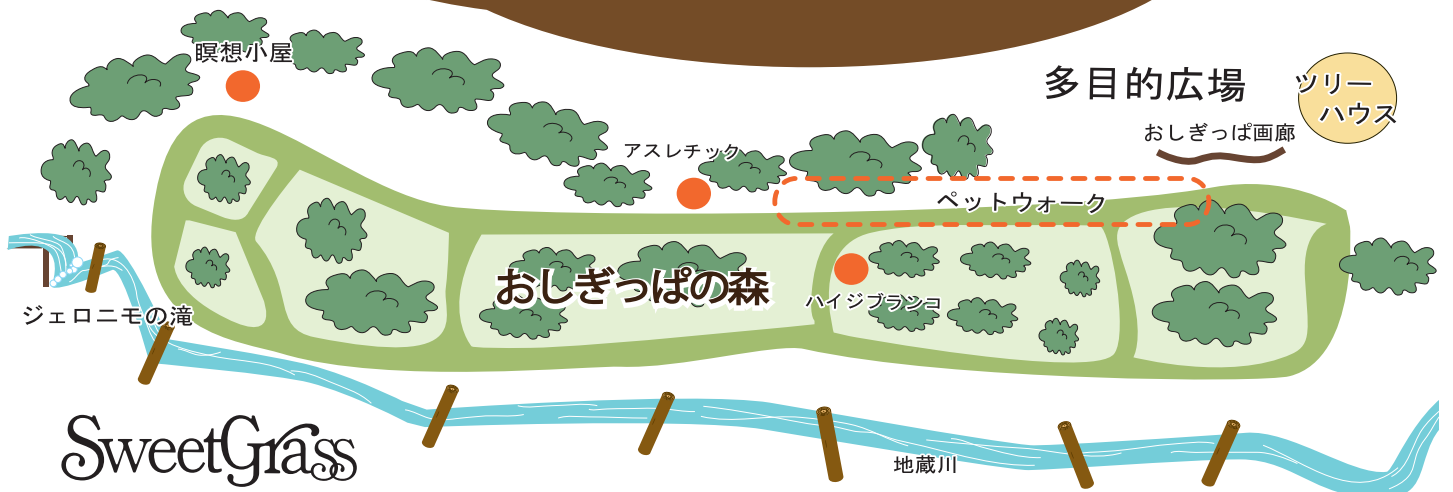 瞑想小屋
多目的広場
ツリー
ハウス
おしぎっぱ画廊
アスレチック
ペットウォーク
おしぎっぱの森
ハイジブランコ
ジェロニモの滝
SweetGrass
地蔵川